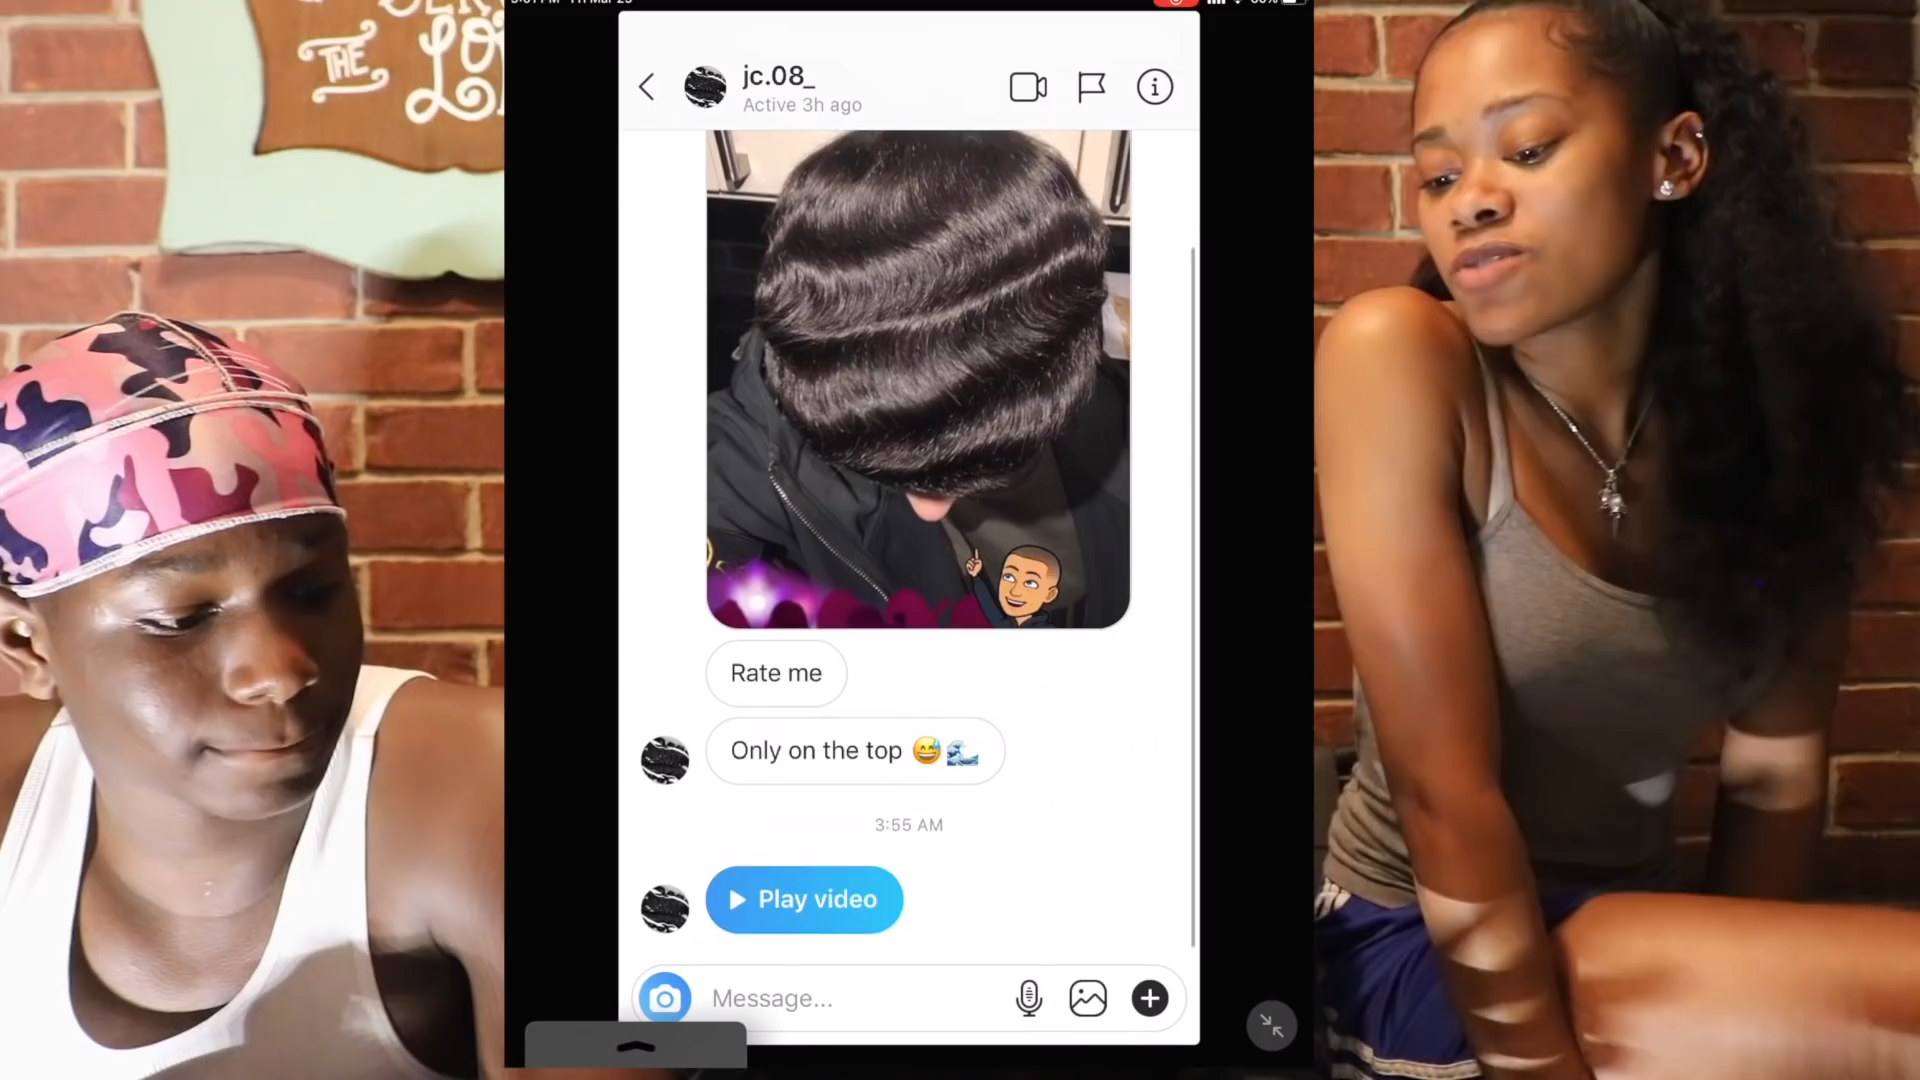 THE
jc.08_
Active 3h ago
Rate me
Only on the top 😅🌊
3:55 AM
Play video
Message...